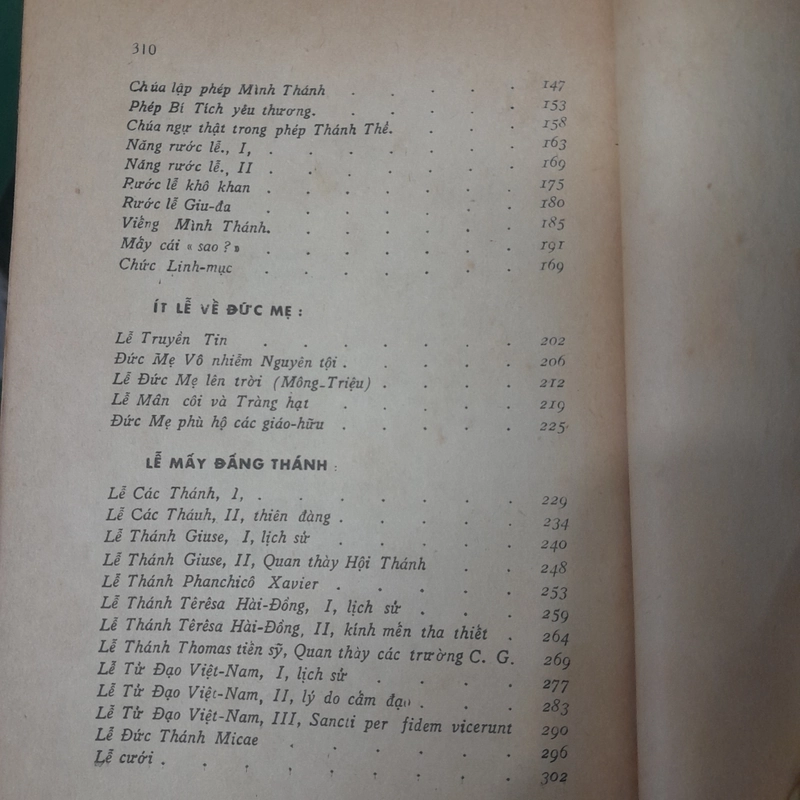 310
Chúa lập phép Mình Thánh . . . . 147
Phép Bí Tích yêu thương. . . . . 153
Chúa ngự thật trong phép Thánh Thể. . . . 158
Năng rước lễ., I, . . . . . . 163
Năng rước lễ., II . . . . . . 169
Rước lễ khô khan . . . . . . 175
Rước lễ Giu-đa . . . . . . 180
Viếng Mình Thánh. . . . . . 185
Mấy cái « sao ? » . . . . . . 191
Chức Linh-mục . . . . . . 169
ÍT LỄ VỀ ĐỨC MẸ :
Lễ Truyền Tin . . . . . . 202
Đức Mẹ Vô nhiễm Nguyên tội . . . . . 206
Lễ Đức Mẹ lên trời (Mông-Triệu) . . . . 212
Lễ Mân côi và Tràng hạt . . . . . 219
Đức Mẹ phù hộ các giáo-hữu . . . . . 225
LỄ MẤY ĐẤNG THÁNH :
Lễ Các Thánh, 1, . . . . . . 229
Lễ Các Tháuh, II, thiên đàng . . . . . 234
Lễ Thánh Giuse, I, lịch sử . . . . . 240
Lễ Thánh Giuse, II, Quan thày Hội Thánh . . 248
Lễ Thánh Phanchicô Xavier . . . . . 253
Lễ Thánh Têrêsa Hài-Đồng, I, lịch sử . . . 259
Lễ Thánh Têrêsa Hài-Đồng, II, kính mến tha thiết . 264
Lễ Thánh Thomas tiến sỹ, Quan thày các trường C. G. 269
Lễ Tử Đạo Việt-Nam, I, lịch sử . . . . 277
Lễ Tử Đạo Việt-Nam, II, lý do cấm đạo . . . 283
Lễ Tử Đạo Việt-Nam, III, Sancti per fidem vicerunt 290
Lễ Đức Thánh Micae . . . . . 296
Lễ cưới . . . . . . . . 302